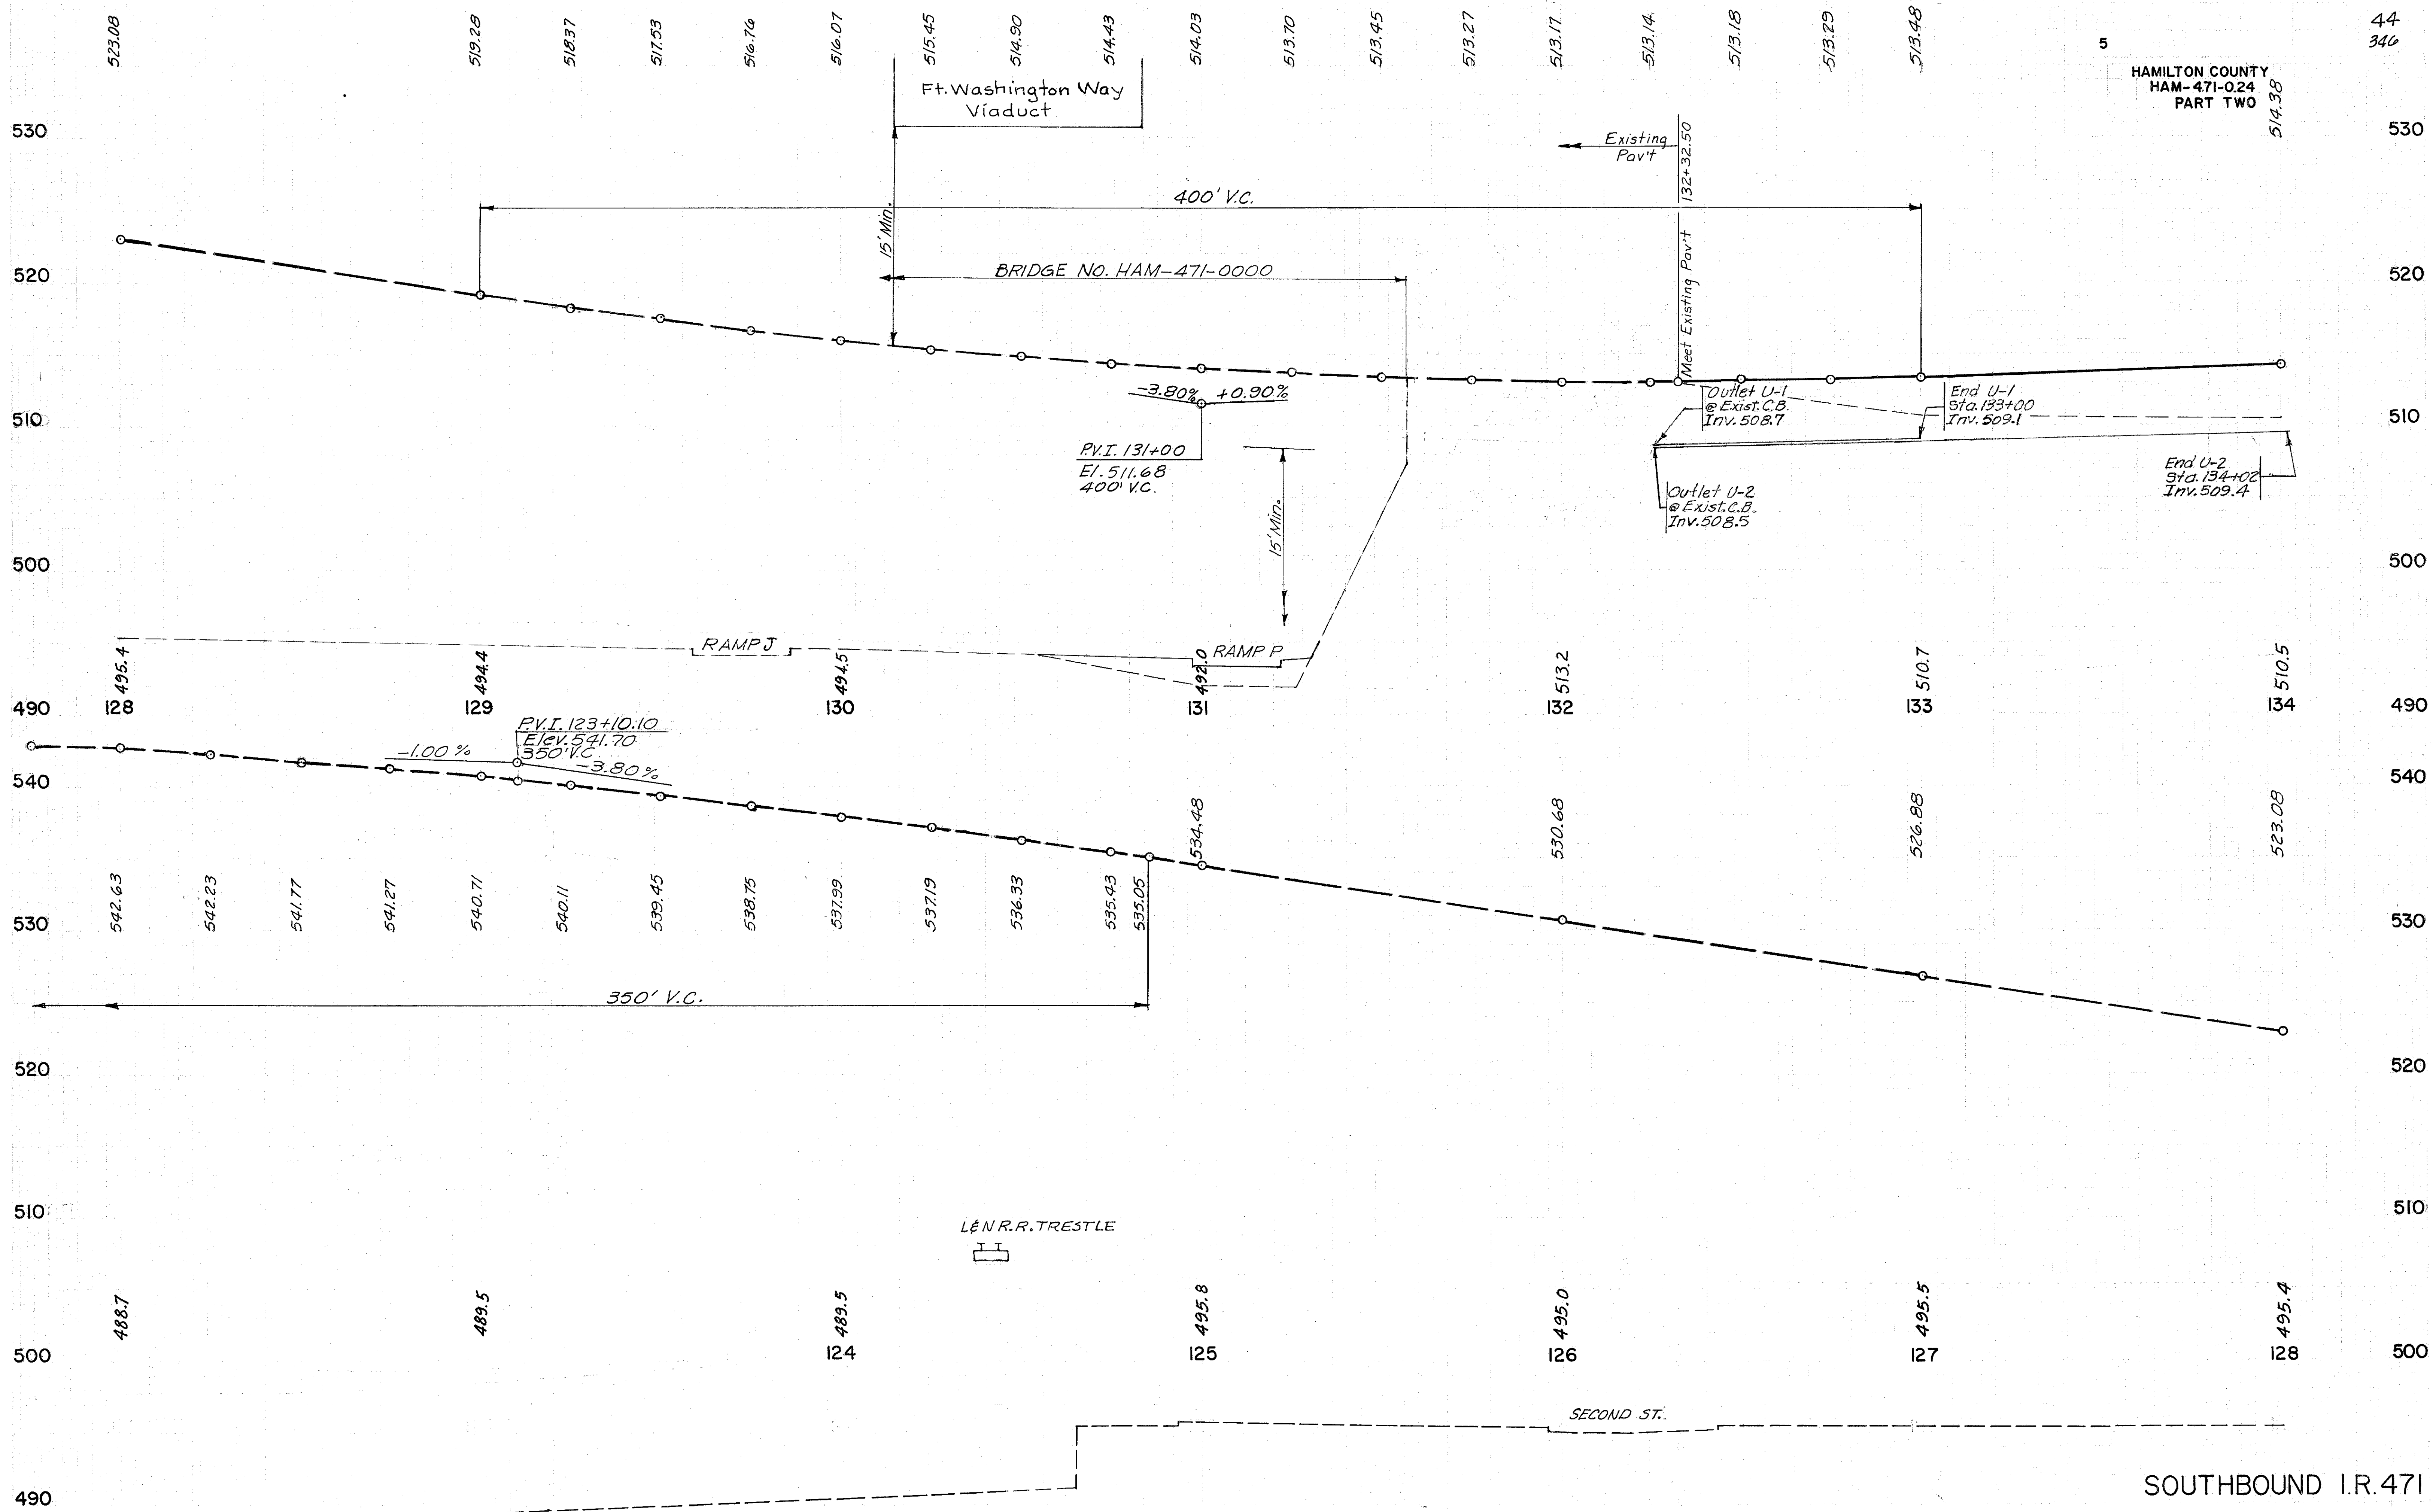 523.08 519.28 518.37 517.53 516.76 516.07 515.45 514.90 514.43 514.03 513.70 513.45 513.27 513.17 513.14 513.18 513.29 513.48 514.38
44
346
5
HAMILTON COUNTY
HAM-471-0.24
PART TWO
Ft. Washington Way
Viaduct
530 530
Existing
Pav't
Meet Existing Pav't 132+32.50
400' V.C.
15' Min.
BRIDGE NO. HAM-471-0000
520 520
-3.80% +0.90%
P.V.I. 131+00
El. 511.68
400' V.C.
Outlet U-1
@ Exist. C.B.
Inv. 508.7
End U-1
Sta. 133+00
Inv. 509.1
510 510
Outlet U-2
@ Exist. C.B.
Inv. 508.5
End U-2
Sta. 134+02
Inv. 509.4
15' Min.
500 500
RAMP J
RAMP P
495.4 494.4 494.5 492.0 513.2 510.7 510.5
490 128 129 130 131 132 133 134 490
P.V.I. 123+10.10
Elev. 541.70
350' V.C.
-1.00 %
-3.80%
540 540
542.63 542.23 541.77 541.27 540.71 540.11 539.45 538.75 537.99 537.19 536.33 535.43 535.05 534.48 530.68 526.88 523.08
530 530
350' V.C.
520 520
510 510
L&N R.R. TRESTLE
488.7 489.5 489.5 495.8 495.0 495.5 495.4
500 124 125 126 127 128 500
SECOND ST.
490
SOUTHBOUND I.R. 471